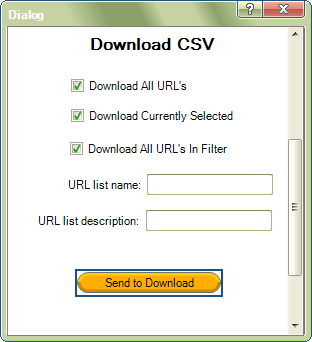 Dialog
?
Download CSV
Download All URL's
Download Currently Selected
Download All URL's In Filter
URL list name:
URL list description:
Send to Download